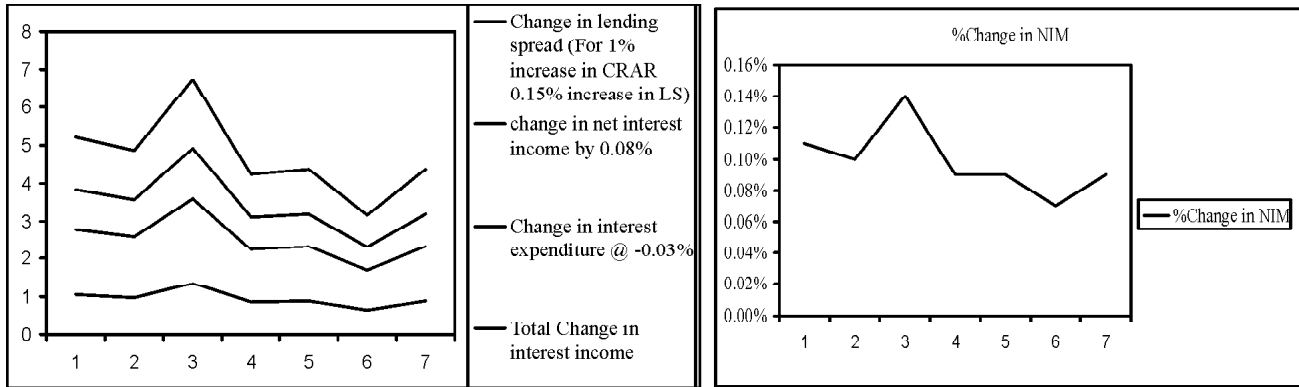 8
7
6
5
4
3
2
1
0
1 2 3 4 5 6 7
Change in lending
spread (For 1%
increase in CRAR
0.15% increase in LS)
change in net interest
income by 0.08%
Change in interest
expenditure @ -0.03%
Total Change in
interest income
%Change in NIM
0.16%
0.14%
0.12%
0.10%
0.08%
0.06%
0.04%
0.02%
0.00%
1 2 3 4 5 6 7
%Change in NIM